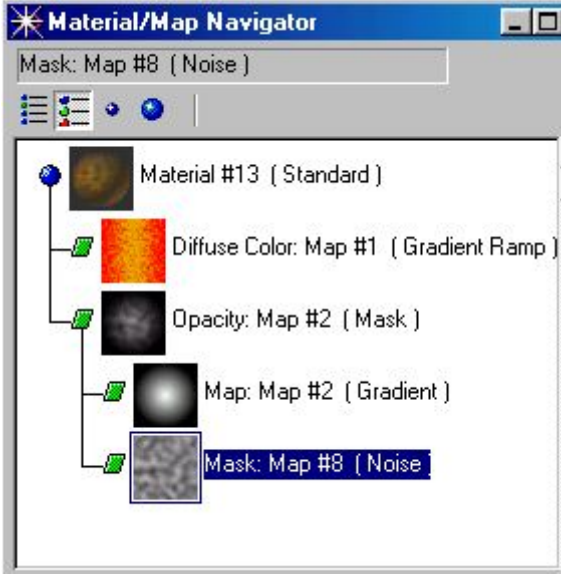 Material/Map Navigator
Mask: Map #8 ( Noise )
Material #13 ( Standard )
Diffuse Color: Map #1 ( Gradient Ramp )
Opacity: Map #2 ( Mask )
Map: Map #2 ( Gradient )
Mask: Map #8 ( Noise )